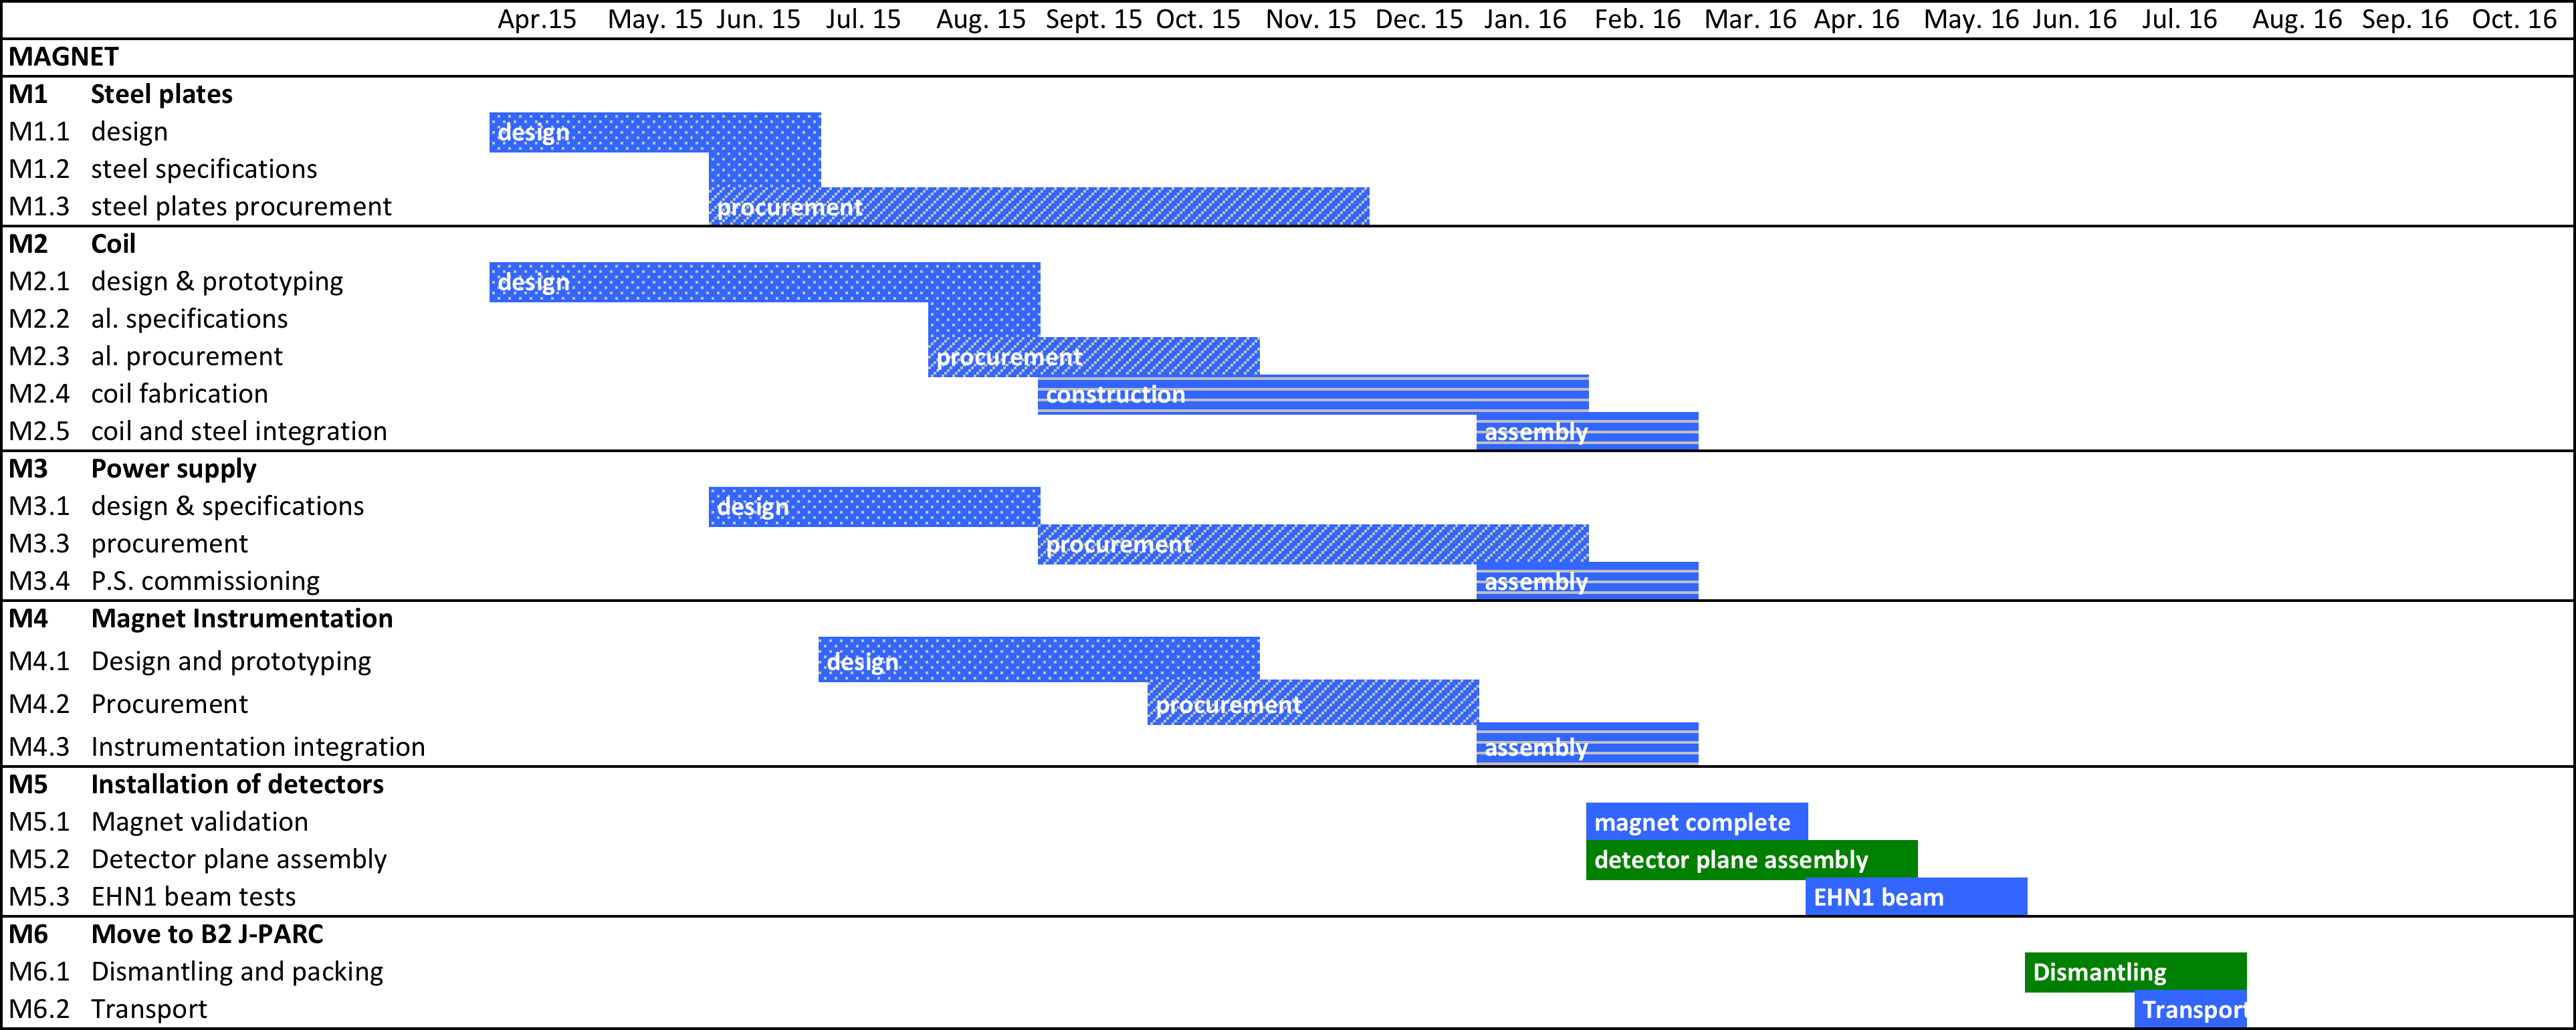 Apr.15 May. 15 Jun. 15 Jul. 15 Aug. 15 Sept. 15 Oct. 15 Nov. 15 Dec. 15 Jan. 16 Feb. 16 Mar. 16 Apr. 16 May. 16 Jun. 16 Jul. 16 Aug. 16 Sep. 16 Oct. 16
MAGNET
M1 Steel plates
M1.1 design design
M1.2 steel specifications
M1.3 steel plates procurement procurement
M2 Coil
M2.1 design & prototyping design
M2.2 al. specifications
M2.3 al. procurement procurement
M2.4 coil fabrication construction
M2.5 coil and steel integration assembly
M3 Power supply
M3.1 design & specifications design
M3.3 procurement procurement
M3.4 P.S. commissioning assembly
M4 Magnet Instrumentation
M4.1 Design and prototyping design
M4.2 Procurement procurement
M4.3 Instrumentation integration assembly
M5 Installation of detectors
M5.1 Magnet validation magnet complete
M5.2 Detector plane assembly detector plane assembly
M5.3 EHN1 beam tests EHN1 beam
M6 Move to B2 J-PARC
M6.1 Dismantling and packing Dismantling
M6.2 Transport Transport